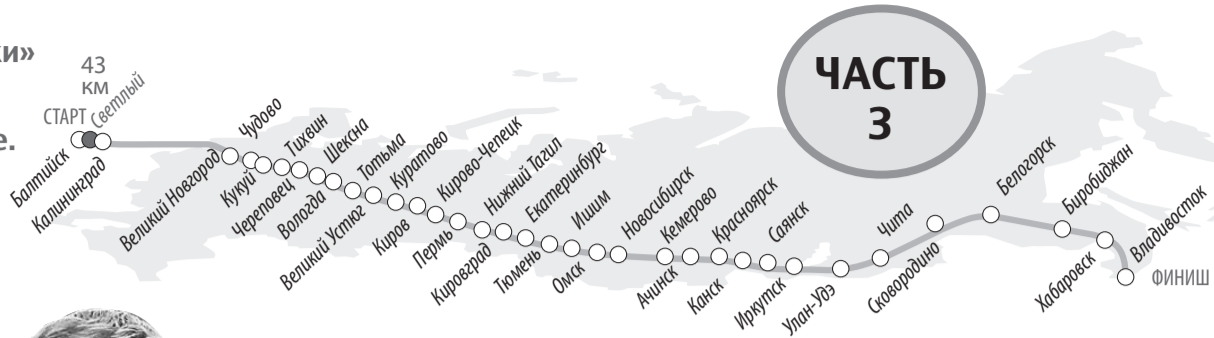 ки»
е.
43
км
СТАРТ
Светлый
Балтийск
Калининград
Великий Новгород
Чудово
Кукуй
Тихвин
Череповец
Шексна
Вологда
Тотьма
Великий Устюг
Куратово
Киров
Кирово-Чепецк
Пермь
Нижний Тагил
Кировград
Екатеринбург
Тюмень
Ишим
Омск
Новосибирск
Кемерово
Ачинск
Красноярск
Канск
Саянск
Иркутск
Улан-Удэ
Чита
Сковородино
Белогорск
Биробиджан
Хабаровск
Владивосток
ФИНИШ
ЧАСТЬ
3